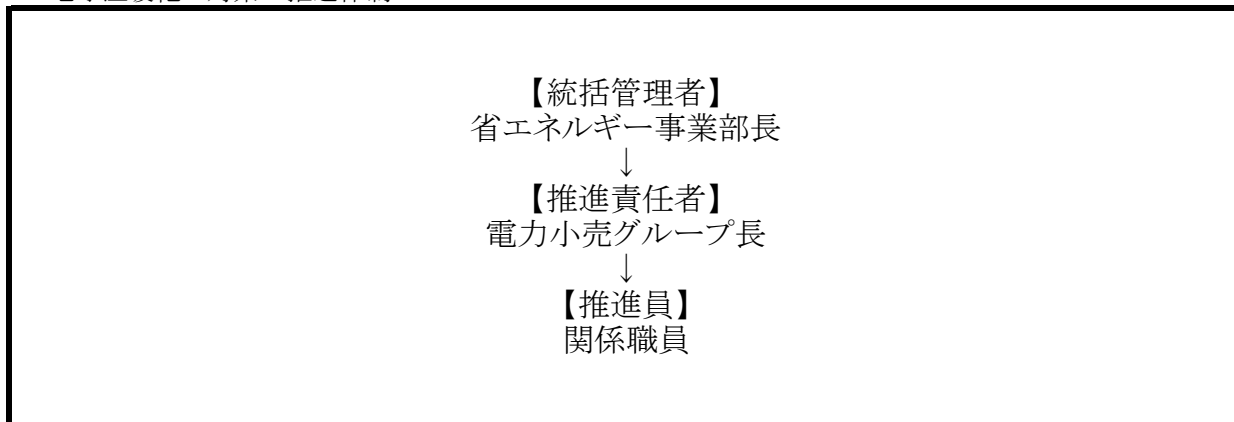 【統括管理者】
省エネルギー事業部長
↓
【推進責任者】
電力小売グループ長
↓
【推進員】
関係職員